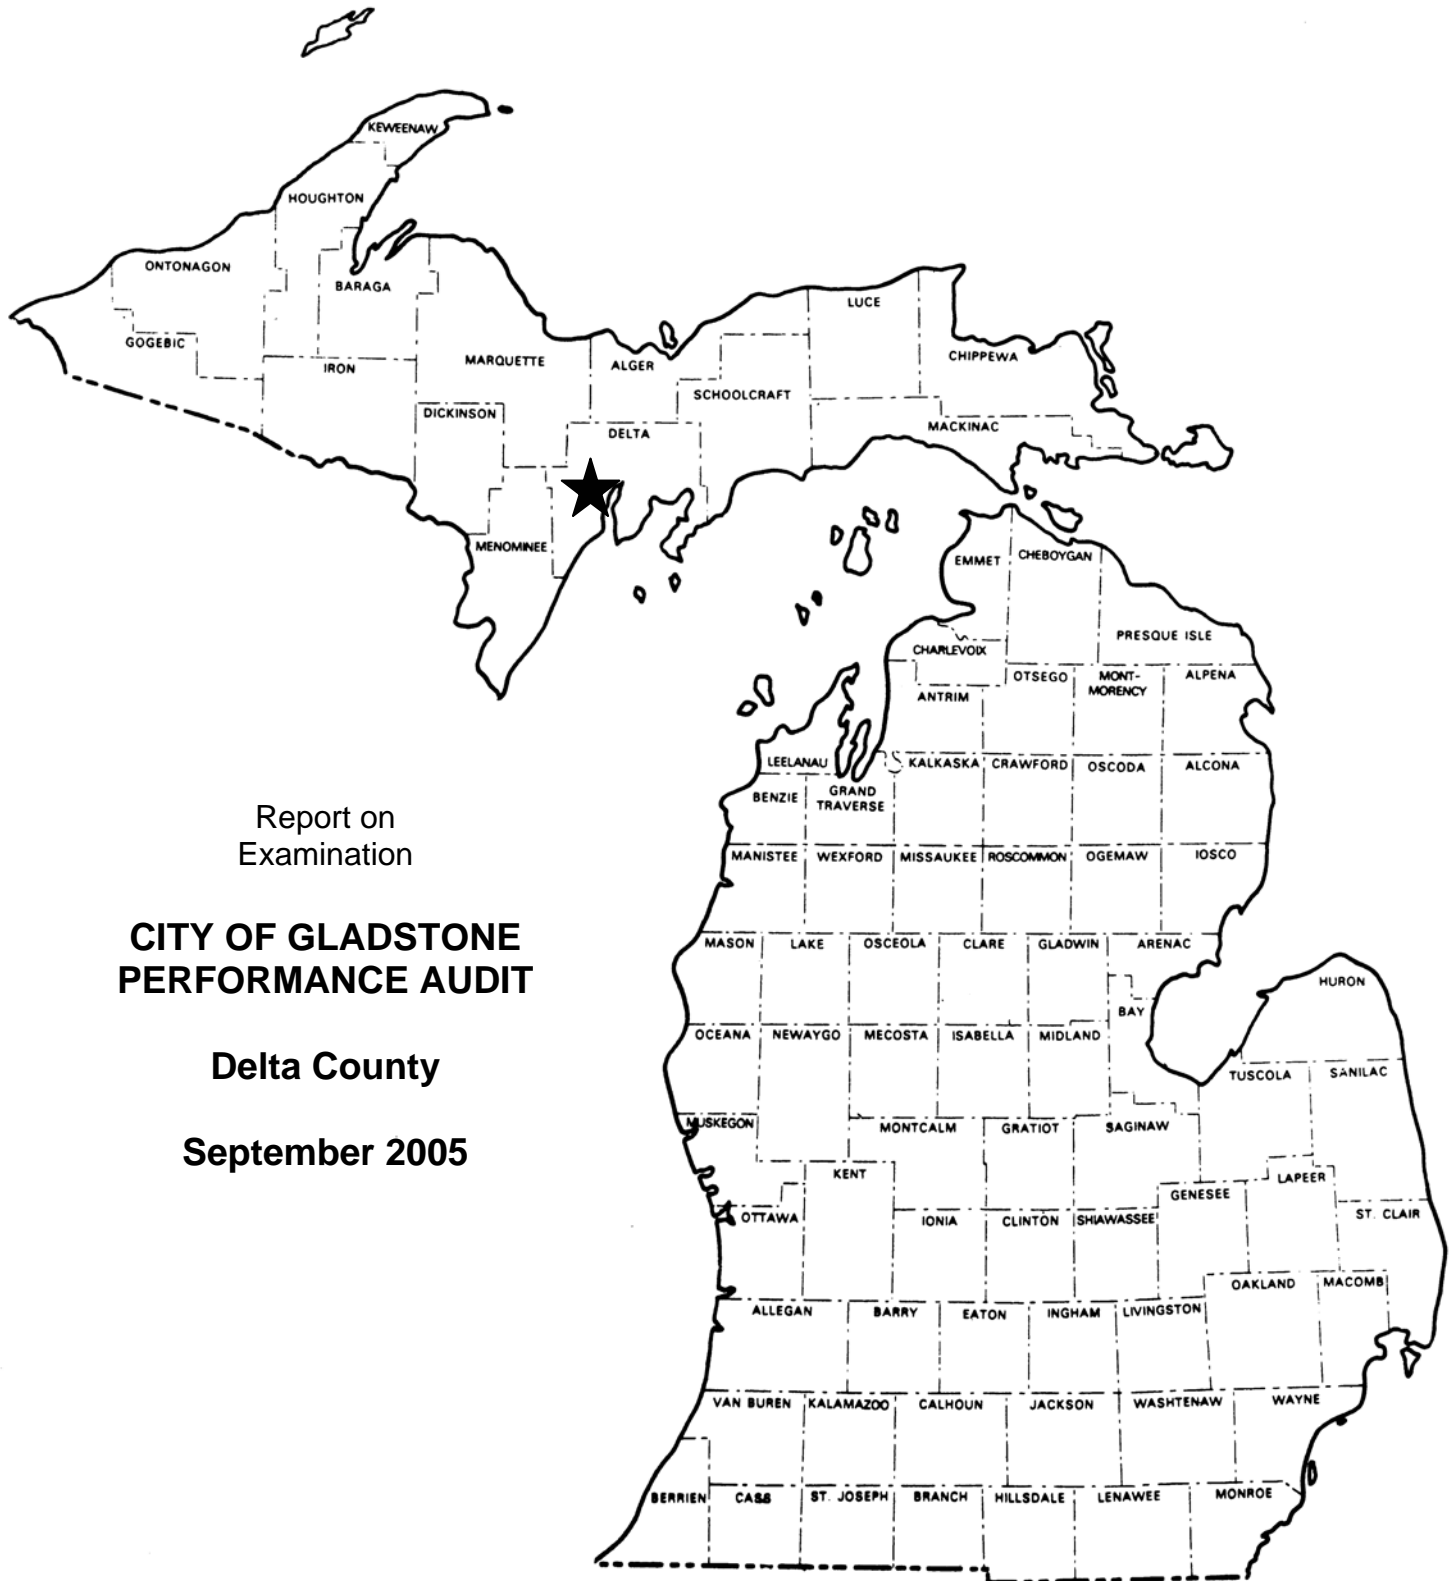 KEWEENAW
HOUGHTON
ONTONAGON
BARAGA
LUCE
GOGEBIC
MARQUETTE
ALGER
CHIPPEWA
IRON
SCHOOLCRAFT
DICKINSON
MACKINAC
DELTA
MENOMINEE
EMMET
CHEBOYGAN
PRESQUE ISLE
CHARLEVOIX
OTSEGO
MONT-
MORENCY
ALPENA
ANTRIM
LEELANAU
KALKASKA
CRAWFORD
OSCODA
ALCONA
BENZIE
GRAND
TRAVERSE
Report on
Examination
MANISTEE
WEXFORD
MISSAUKEE
ROSCOMMON
OGEMAW
IOSCO
CITY OF GLADSTONE
PERFORMANCE AUDIT
MASON
LAKE
OSCEOLA
CLARE
GLADWIN
ARENAC
HURON
BAY
OCEANA
NEWAYGO
MECOSTA
ISABELLA
MIDLAND
Delta County
TUSCOLA
SANILAC
MUSKEGON
MONTCALM
GRATIOT
SAGINAW
September 2005
KENT
LAPEER
GENESEE
OTTAWA
IONIA
CLINTON
SHIAWASSEE
ST. CLAIR
OAKLAND
MACOMB
ALLEGAN
BARRY
EATON
INGHAM
LIVINGSTON
VAN BUREN
KALAMAZOO
CALHOUN
JACKSON
WASHTENAW
WAYNE
BERRIEN
CASS
ST. JOSEPH
BRANCH
HILLSDALE
LENAWEE
MONROE